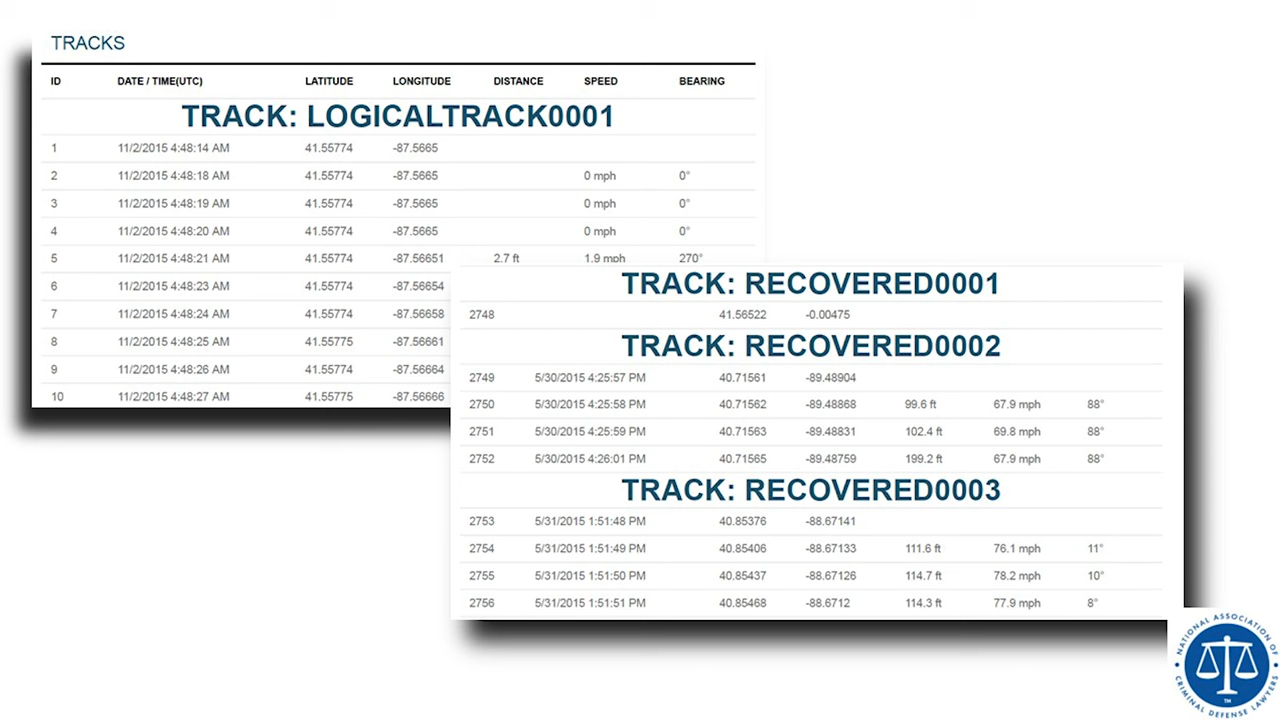 TRACKS
ID DATE / TIME(UTC) LATITUDE LONGITUDE DISTANCE SPEED BEARING
TRACK: LOGICALTRACK0001
1 11/2/2015 4:48:14 AM 41.55774 -87.5665
2 11/2/2015 4:48:18 AM 41.55774 -87.5665 0 mph 0°
3 11/2/2015 4:48:19 AM 41.55774 -87.5665 0 mph 0°
4 11/2/2015 4:48:20 AM 41.55774 -87.5665 0 mph 0°
5 11/2/2015 4:48:21 AM 41.55774 -87.56651 2.7 ft 1.9 mph 270°
6 11/2/2015 4:48:23 AM 41.55774 -87.56654
7 11/2/2015 4:48:24 AM 41.55774 -87.56658
8 11/2/2015 4:48:25 AM 41.55775 -87.56661
9 11/2/2015 4:48:26 AM 41.55774 -87.56664
10 11/2/2015 4:48:27 AM 41.55775 -87.56666
TRACK: RECOVERED0001
2748 41.56522 -0.00475
TRACK: RECOVERED0002
2749 5/30/2015 4:25:57 PM 40.71561 -89.48904
2750 5/30/2015 4:25:58 PM 40.71562 -89.48868 99.6 ft 67.9 mph 88°
2751 5/30/2015 4:25:59 PM 40.71563 -89.48831 102.4 ft 69.8 mph 88°
2752 5/30/2015 4:26:01 PM 40.71565 -89.48759 199.2 ft 67.9 mph 88°
TRACK: RECOVERED0003
2753 5/31/2015 1:51:48 PM 40.85376 -88.67141
2754 5/31/2015 1:51:49 PM 40.85406 -88.67133 111.6 ft 76.1 mph 11°
2755 5/31/2015 1:51:50 PM 40.85437 -88.67126 114.7 ft 78.2 mph 10°
2756 5/31/2015 1:51:51 PM 40.85468 -88.6712 114.3 ft 77.9 mph 8°
NATIONAL ASSOCIATION OF
CRIMINAL DEFENSE LAWYERS
TM